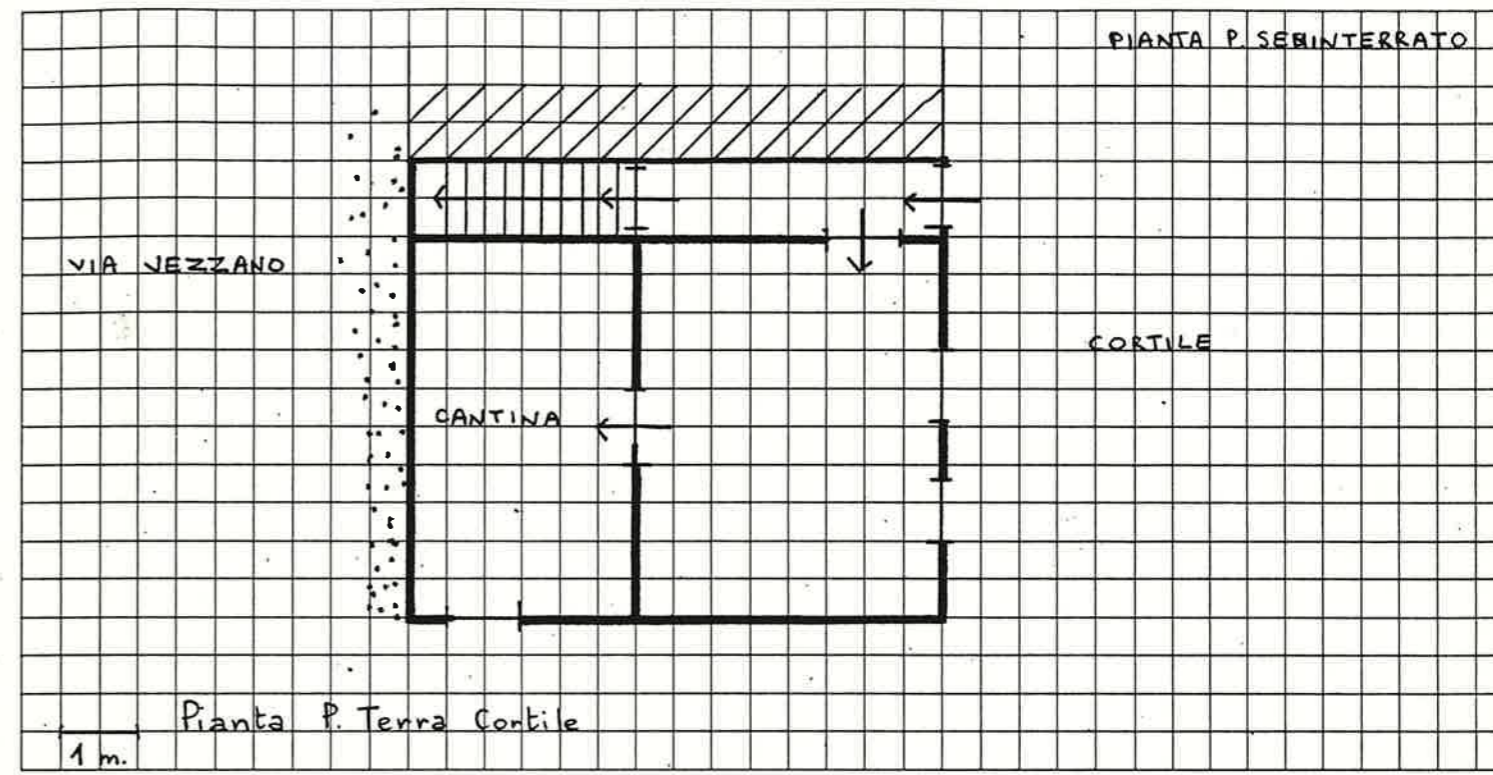 PIANTA P. SEMINTERRATO
VIA VEZZANO
CORTILE
CANTINA
Pianta P. Terra Cortile
1 m.